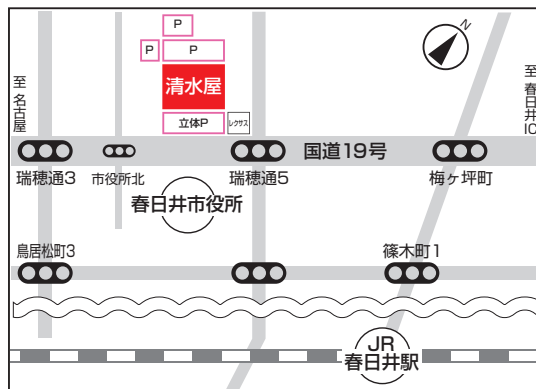 P
P
P
N
清水屋
立体P
レクサス
至名古屋
至春日井IC
国道19号
瑞穂通3
市役所北
瑞穂通5
梅ヶ坪町
春日井市役所
鳥居松町3
篠木町1
JR
春日井駅